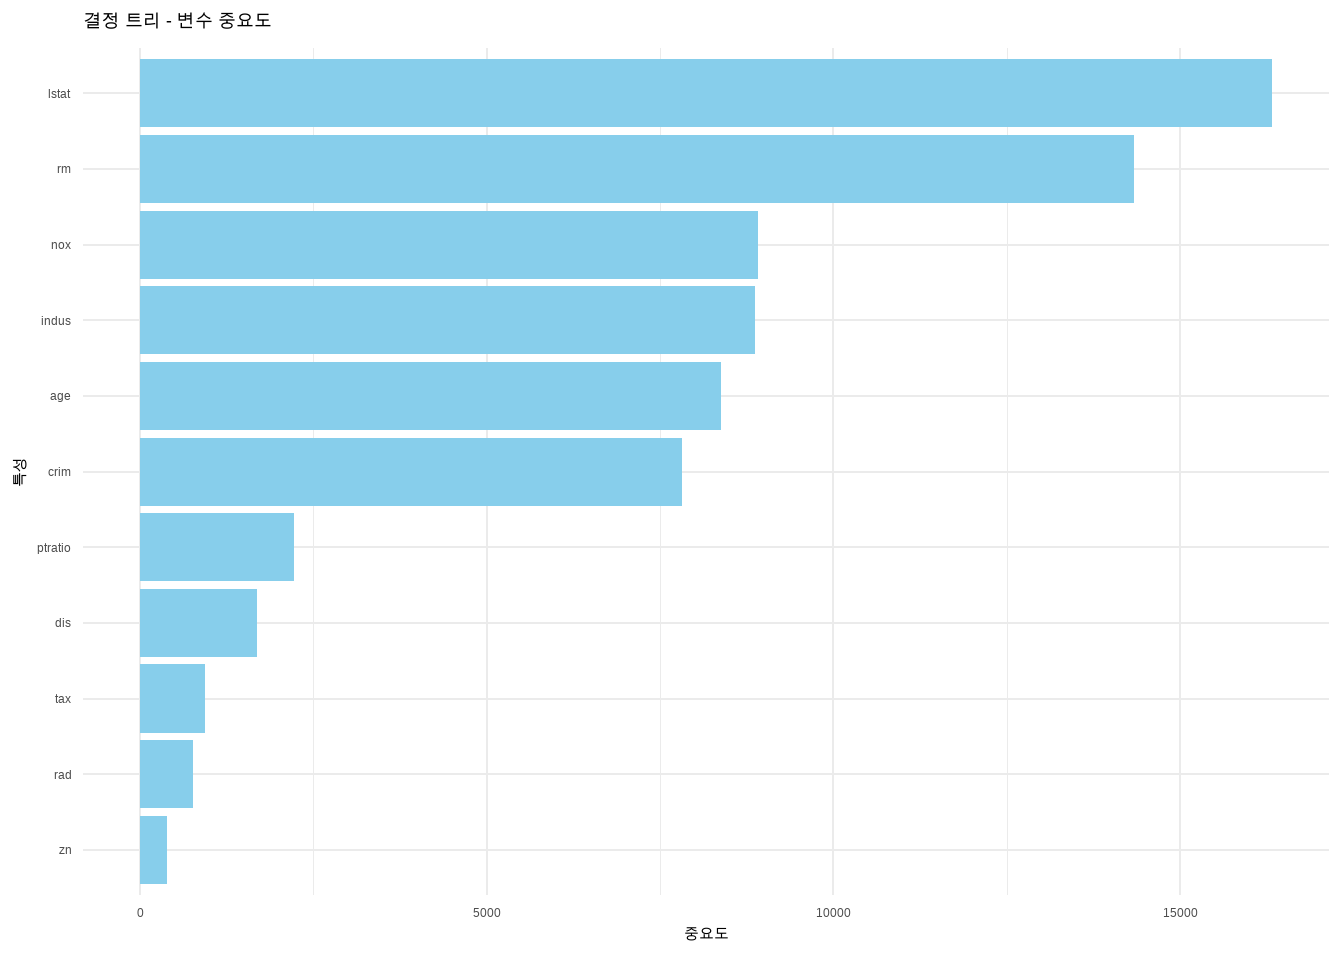 결정 트리 - 변수 중요도
lstat
rm
nox
indus
age
crim
ptratio
dis
tax
rad
zn
특성
0 5000 10000 15000
중요도